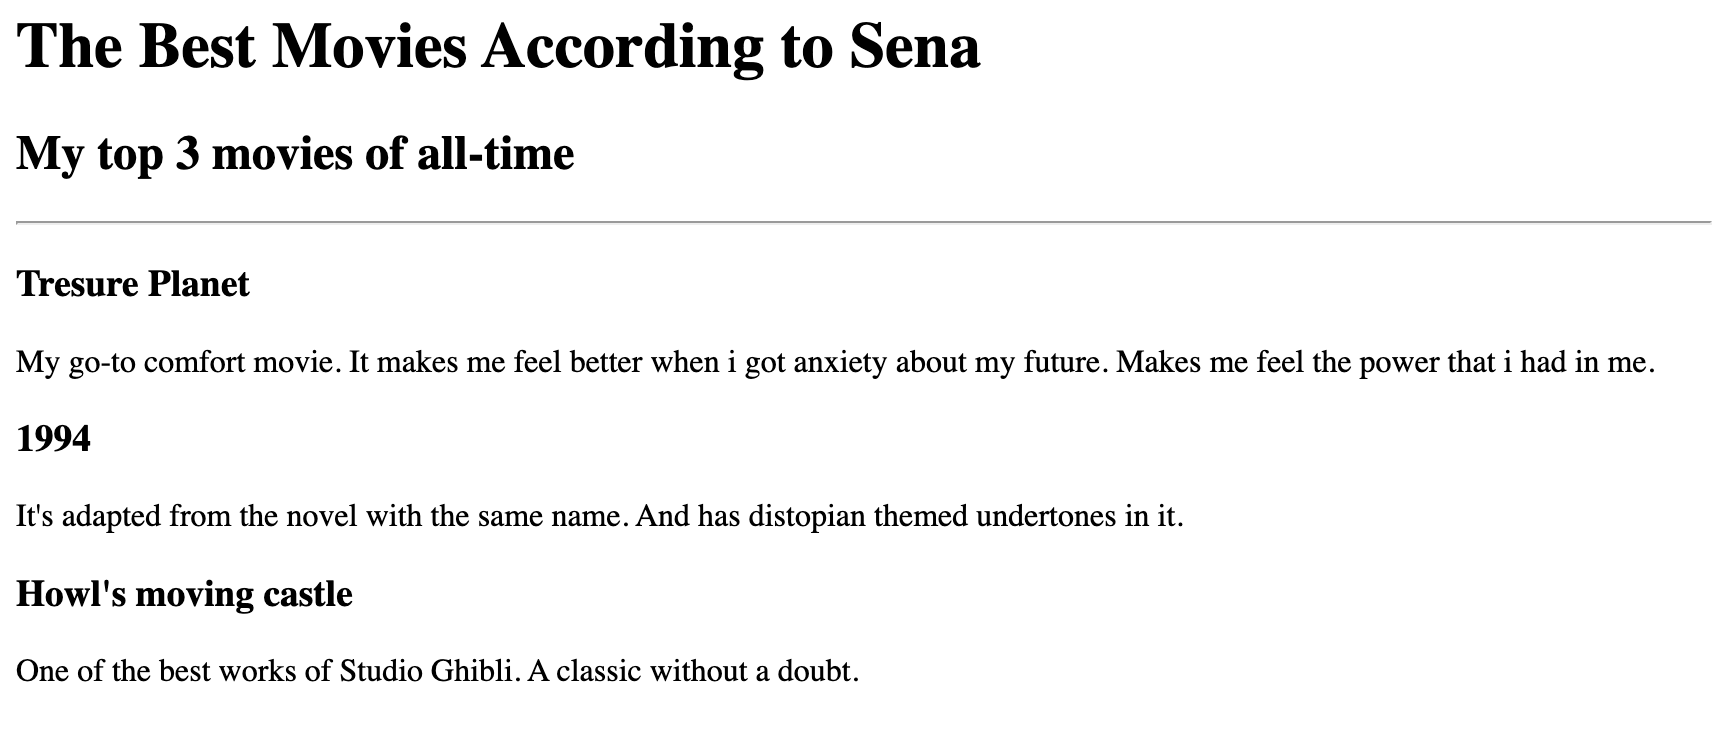 The Best Movies According to Sena
My top 3 movies of all-time
Tresure Planet
My go-to comfort movie. It makes me feel better when i got anxiety about my future. Makes me feel the power that i had in me.
1994
It's adapted from the novel with the same name. And has distopian themed undertones in it.
Howl's moving castle
One of the best works of Studio Ghibli. A classic without a doubt.